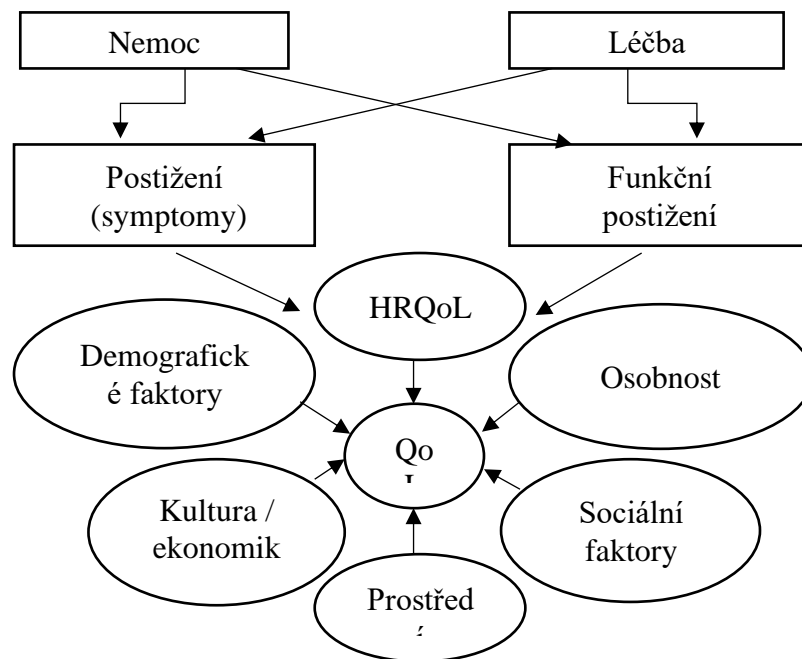 Nemoc
Léčba
Postižení
(symptomy)
Funkční
postižení
HRQoL
Demografick
é faktory
Osobnost
Qo
Kultura /
ekonomik
Sociální
faktory
Prostřed